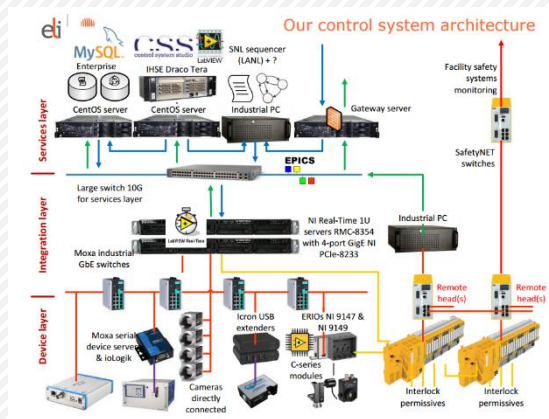 eli
Our control system architecture
MySQL
Enterprise
CSS
control system studio
LabVIEW
IHSE Draco Tera
SNL sequencer
(LANL) + ?
Facility safety
systems
monitoring
CentOS server
CentOS server
Industrial PC
Gateway server
Services layer
SafetyNET
switches
EPICS
Large switch 10G
for services layer
Industrial PC
Integration layer
LabVIEW Real-Time
NI Real-Time 1U
servers RMC-8354
with 4-port GigE NI
PCIe-8233
Moxa industrial
GbE switches
Remote
head(s)
Remote
head(s)
Device layer
Moxa serial
device servers
& ioLogik
Icron USB
extenders
ERIOs NI 9147 &
NI 9149
C-series
modules
Cameras
directly
connected
Interlock
permissives
Interlock
permissives